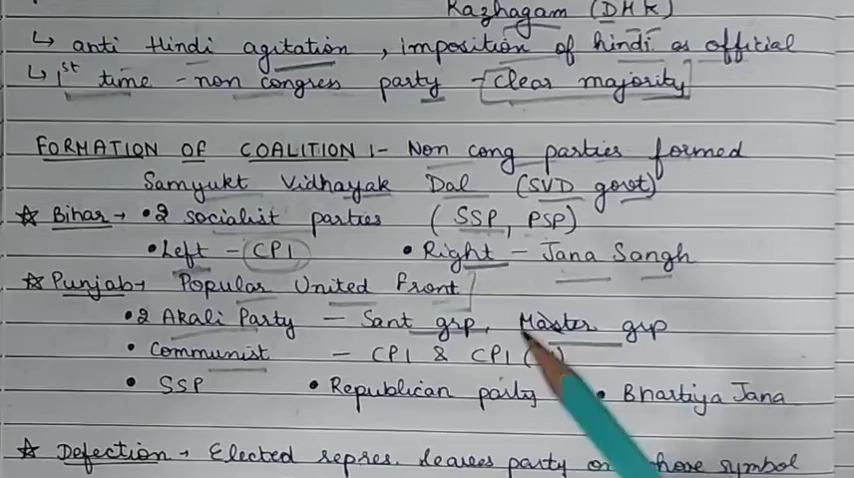 Kazhagam (DMK)
↳ anti Hindi agitation, imposition of hindi as official
↳ 1st time - non congress party - clear majority
FORMATION OF COALITION :- Non cong parties formed
Samyukt Vidhayak Dal (SVD govt)
☆ Bihar → • 2 socialist parties (SSP, PSP)
• Left - CPI • Right - Jana Sangh
☆ Punjab → Popular United Front
• 2 Akali Party - Sant grp, Master grp
• Communist - CPI & CPI (
• SSP • Republican party • Bhartiya Jana
☆ Defection → Elected repres. leaves party on symbol